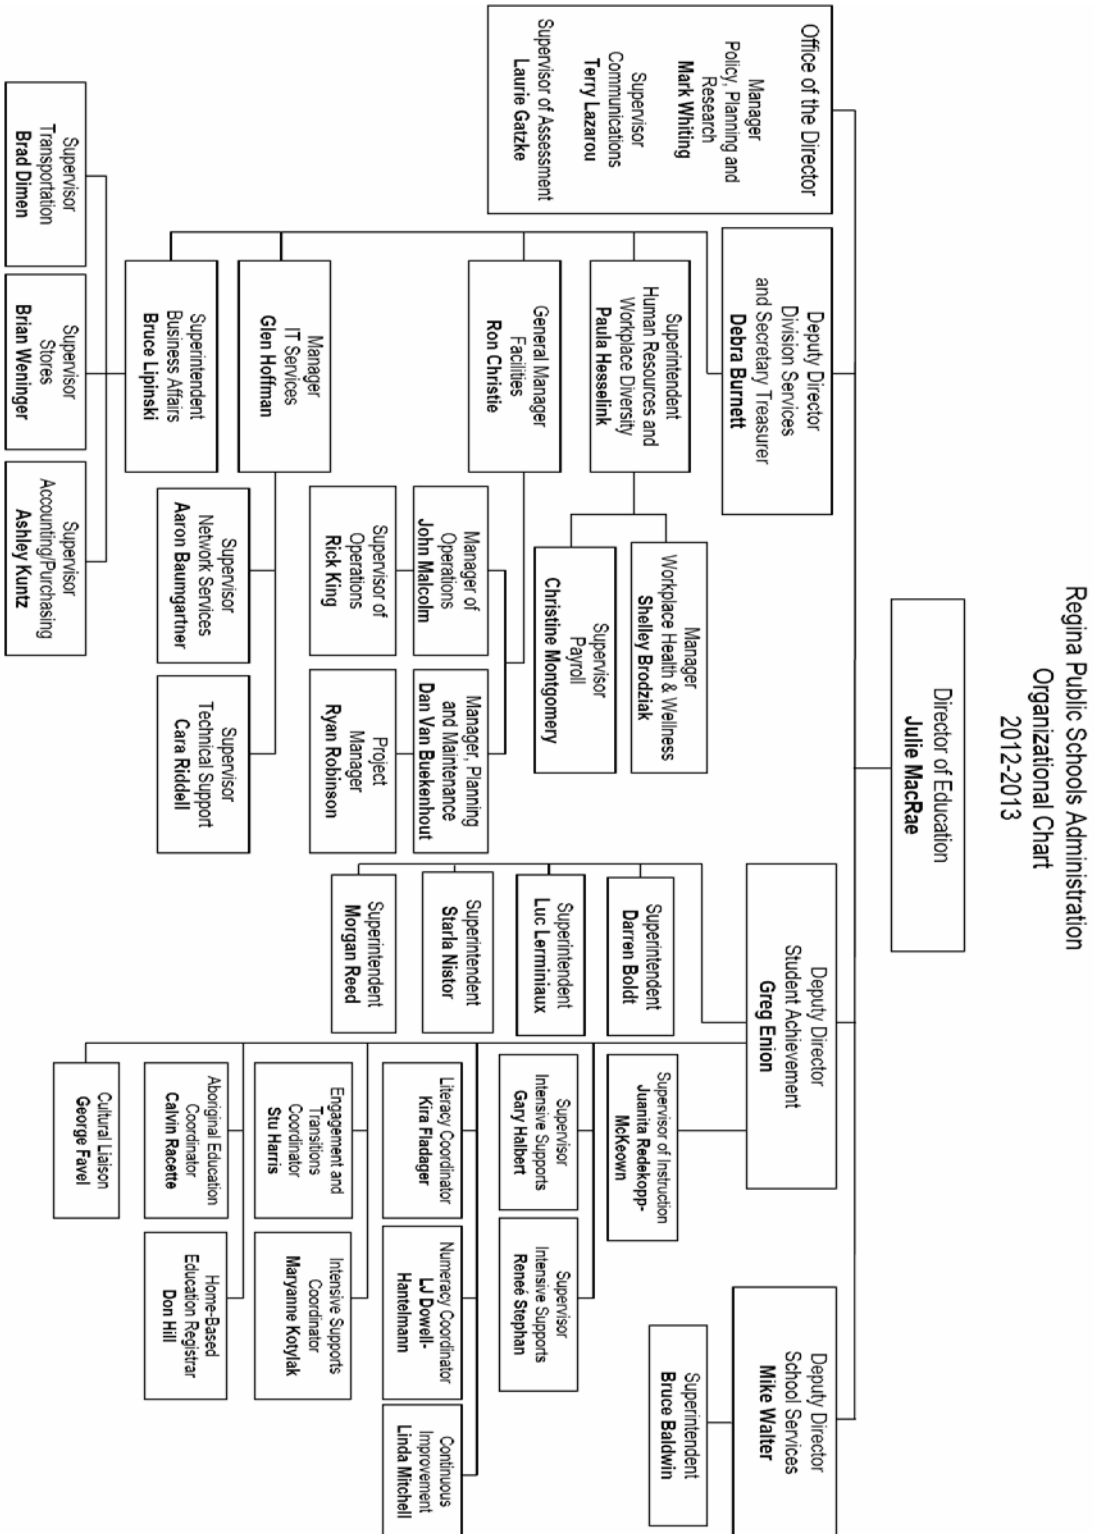 Regina Public Schools Administration
Organizational Chart
2012-2013
Director of Education
Julie MacRae
Office of the Director
Manager
Policy, Planning and
Research
Mark Whiting
Supervisor
Communications
Terry Lazarou
Supervisor of Assessment
Laurie Gatzke
Deputy Director
Division Services
and Secretary Treasurer
Debra Burnett
Superintendent
Human Resources and
Workplace Diversity
Paula Hesselink
Manager
Workplace Health & Wellness
Shelley Brodziak
Supervisor
Payroll
Christine Montgomery
General Manager
Facilities
Ron Christie
Manager of
Operations
John Malcolm
Manager, Planning
and Maintenance
Dan Van Buekenhout
Supervisor of
Operations
Rick King
Project
Manager
Ryan Robinson
Manager
IT Services
Glen Hoffman
Supervisor
Network Services
Aaron Baumgartner
Supervisor
Technical Support
Cara Riddell
Superintendent
Business Affairs
Bruce Lipinski
Supervisor
Transportation
Brad Dimen
Supervisor
Stores
Brian Weninger
Supervisor
Accounting/Purchasing
Ashley Kuntz
Deputy Director
Student Achievement
Greg Enion
Superintendent
Darren Boldt
Superintendent
Luc Lerminiaux
Superintendent
Starla Nistor
Superintendent
Morgan Reed
Supervisor of Instruction
Juanita Redekopp-
McKeown
Supervisor
Intensive Supports
Gary Halbert
Supervisor
Intensive Supports
Reneé Stephan
Literacy Coordinator
Kira Fladager
Numeracy Coordinator
LJ Dowell-
Hantelmann
Continuous
Improvement
Linda Mitchell
Engagement and
Transitions
Coordinator
Stu Harris
Intensive Supports
Coordinator
Maryanne Kotylak
Aboriginal Education
Coordinator
Calvin Racette
Home-Based
Education Registrar
Don Hill
Cultural Liaison
George Favel
Deputy Director
School Services
Mike Walter
Superintendent
Bruce Baldwin